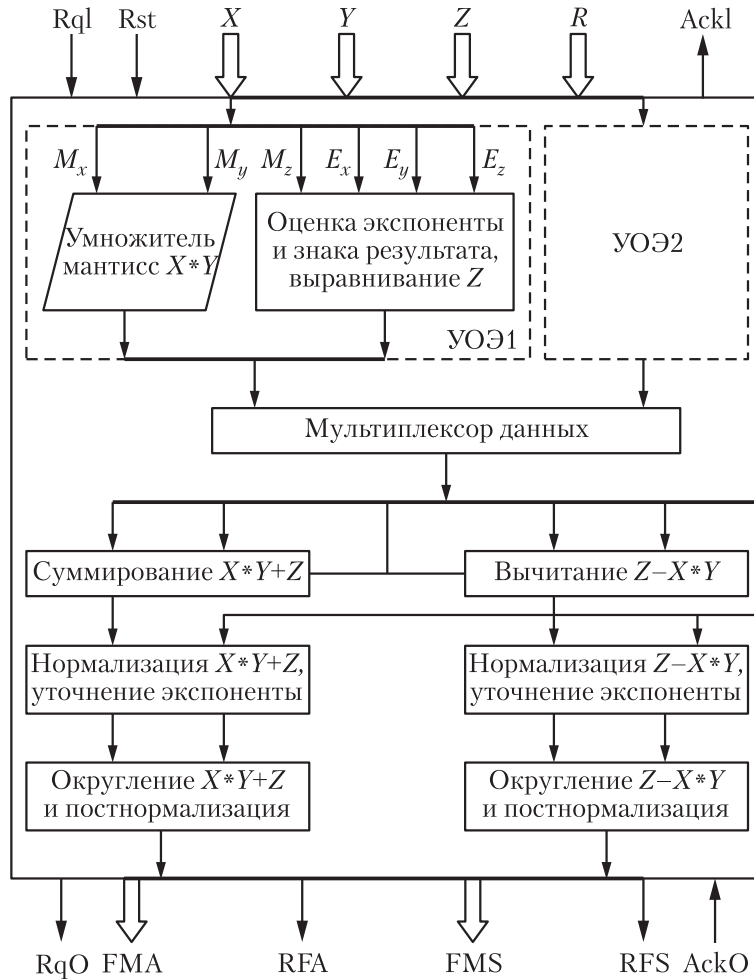 Rql Rst X Y Z R Ackl
Mx My Mz Ex Ey Ez
Умножитель
мантисс X*Y
Оценка экспоненты
и знака результата,
выравнивание Z
УОЭ1
УОЭ2
Мультиплексор данных
Суммирование X*Y+Z
Вычитание Z–X*Y
Нормализация X*Y+Z,
уточнение экспоненты
Нормализация Z–X*Y,
уточнение экспоненты
Округление X*Y+Z
и постнормализация
Округление Z–X*Y
и постнормализация
RqO FMA RFA FMS RFS AckO